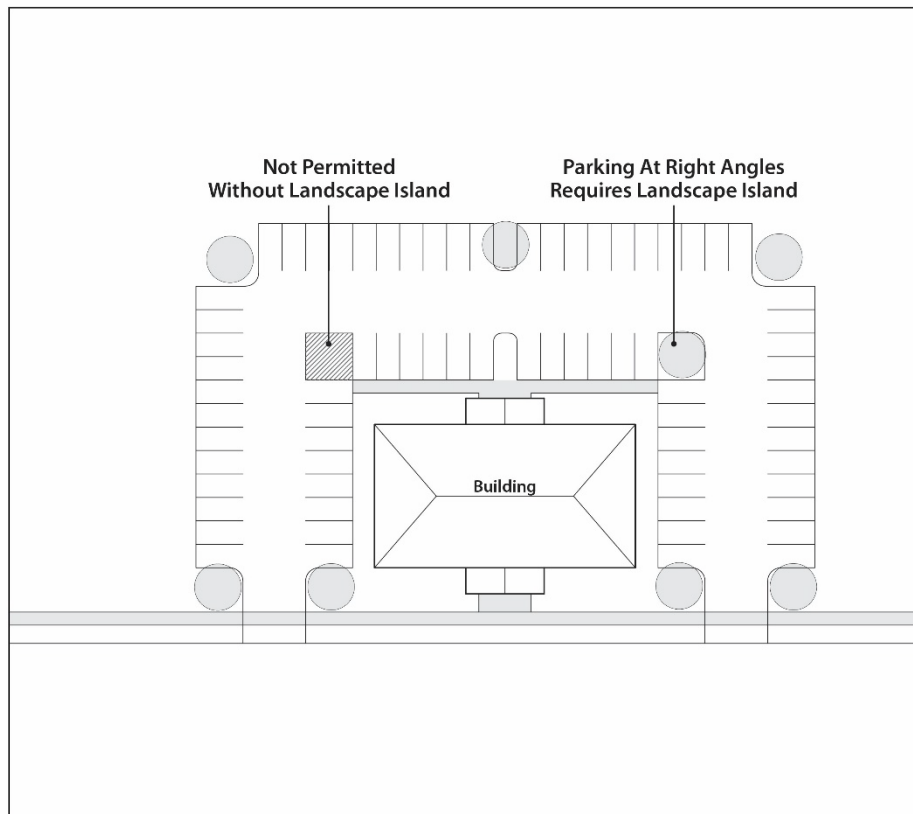 Not Permitted
Without Landscape Island
Parking At Right Angles
Requires Landscape Island
Building